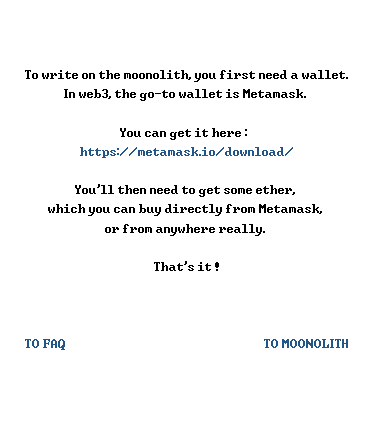 To write on the moonolith, you first need a wallet.
In web3, the go-to wallet is Metamask.
You can get it here :
https://metamask.io/download/
You'll then need to get some ether,
which you can buy directly from Metamask,
or from anywhere really.
That's it !
TO FAQ
TO MOONOLITH